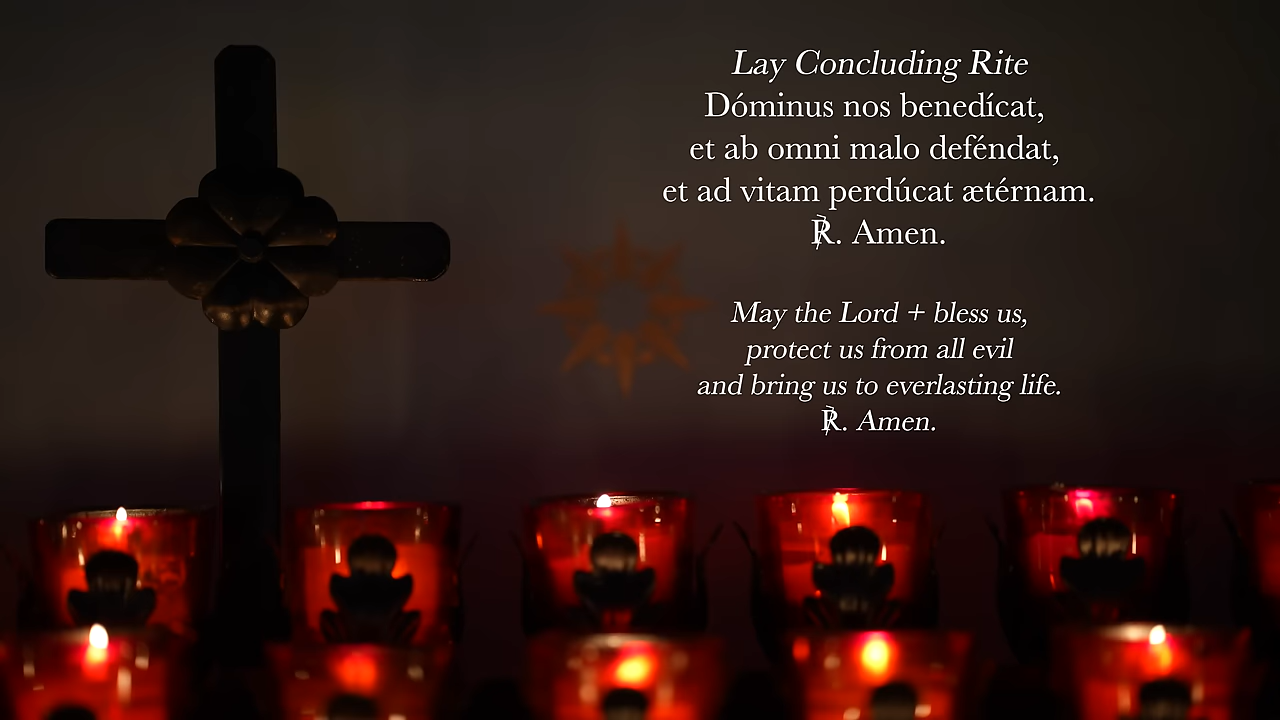 Lay Concluding Rite
Dóminus nos benedícat,
et ab omni malo deféndat,
et ad vitam perdúcat ætérnam.
℟. Amen.
May the Lord + bless us,
protect us from all evil
and bring us to everlasting life.
℟. Amen.